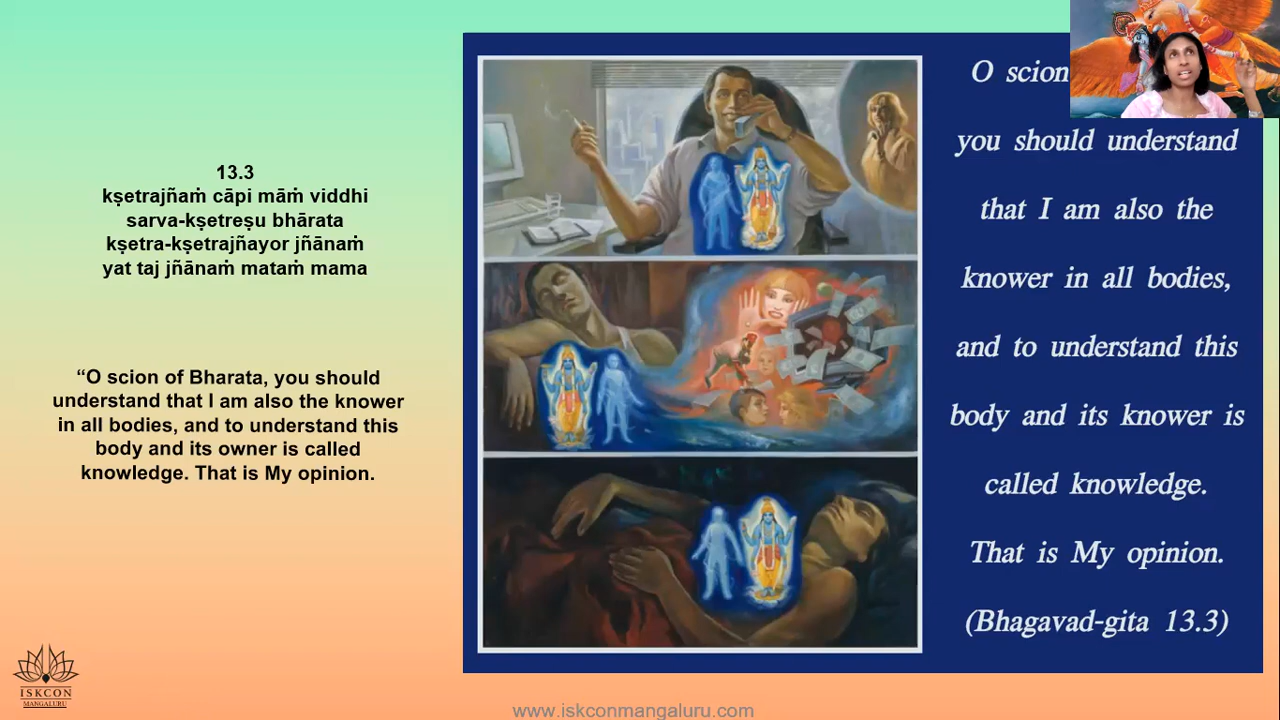 13.3
kṣetrajñaṁ cāpi māṁ viddhi
sarva-kṣetreṣu bhārata
kṣetra-kṣetrajñayor jñānaṁ
yat taj jñānaṁ mataṁ mama
“O scion of Bharata, you should
understand that I am also the knower
in all bodies, and to understand this
body and its owner is called
knowledge. That is My opinion.
O scion
you should understand
that I am also the
knower in all bodies,
and to understand this
body and its knower is
called knowledge.
That is My opinion.
(Bhagavad-gita 13.3)
ISKCON
MANGALURU
www.iskconmangaluru.com